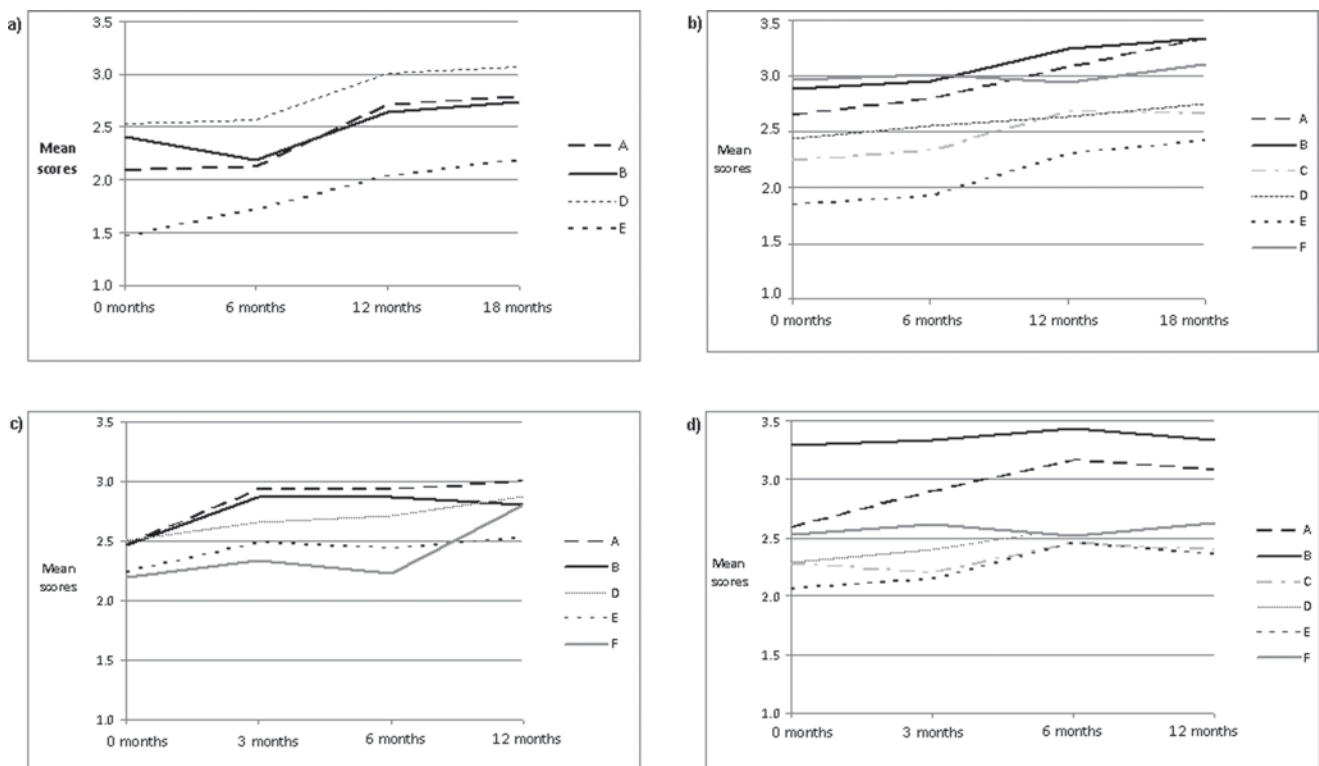 a)
3.5
3.0
2.5
2.0
1.5
1.0
Mean
scores
0 months
6 months
12 months
18 months
A
B
D
E
b)
3.5
3.0
2.5
2.0
1.5
1.0
Mean
scores
0 months
6 months
12 months
18 months
A
B
C
D
E
F
c)
3.5
3.0
2.5
2.0
1.5
1.0
Mean
scores
0 months
3 months
6 months
12 months
A
B
D
E
F
d)
3.5
3.0
2.5
2.0
1.5
1.0
Mean
scores
0 months
3 months
6 months
12 months
A
B
C
D
E
F